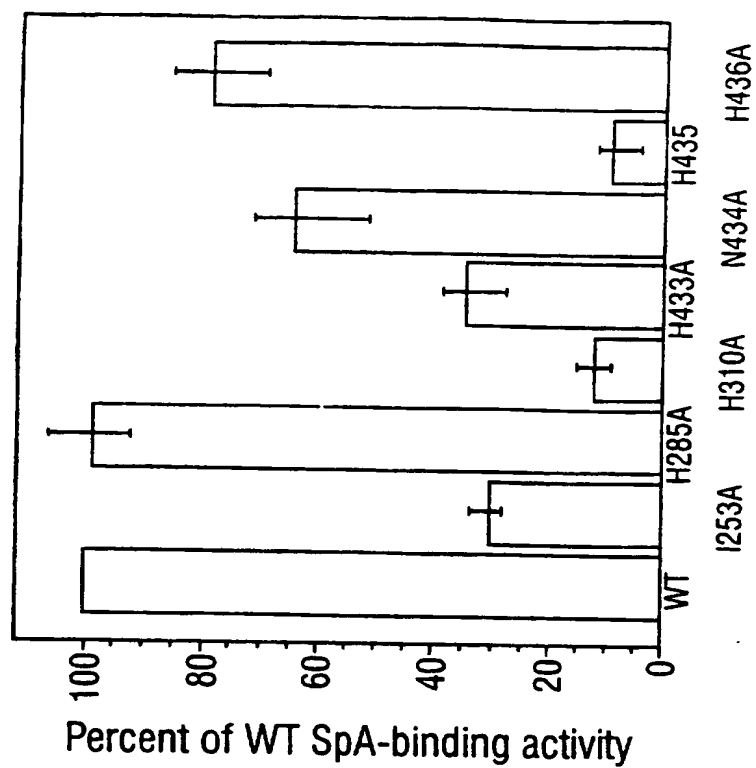 Percent of WT SpA-binding activity
100
80
60
40
20
0
WT
I253A
H285A
H310A
H433A
N434A
H435
H436A